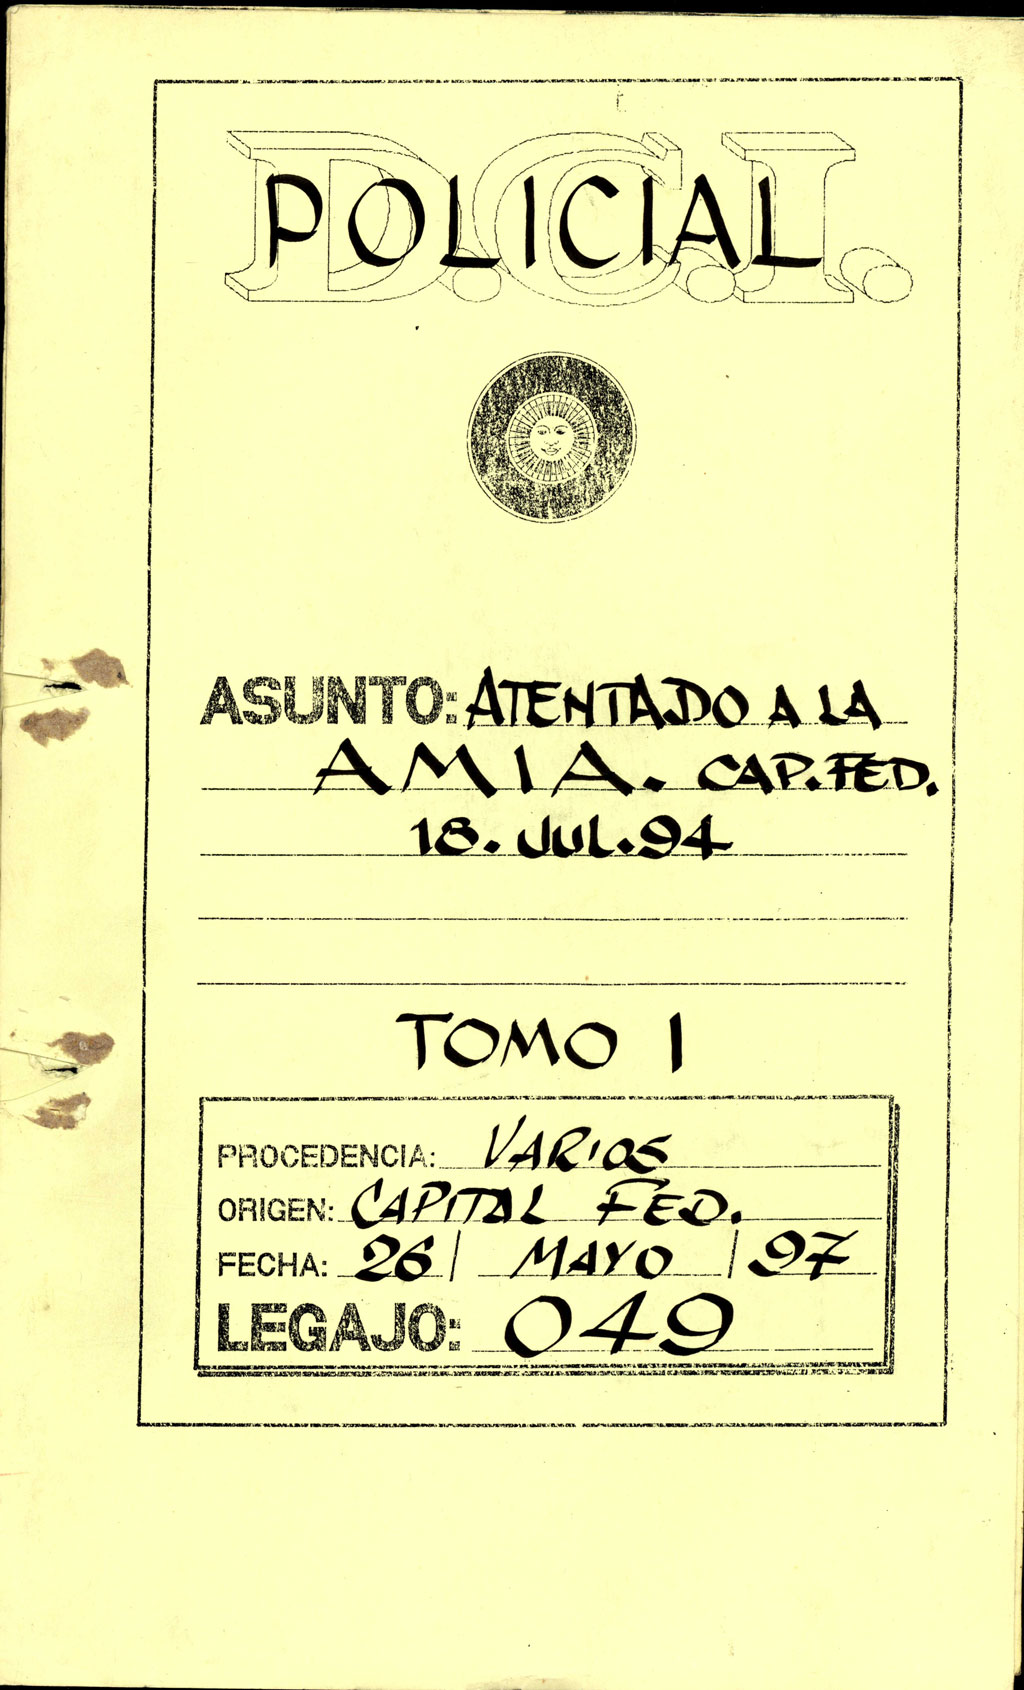 D.C.I.
POLICIAL
ASUNTO: ATENTADO A LA
AMIA. CAP. FED.
18. JUL. 94
TOMO I
PROCEDENCIA: VARIOS
ORIGEN: CAPITAL FED.
FECHA: 26 / MAYO / 97
LEGAJO: 049